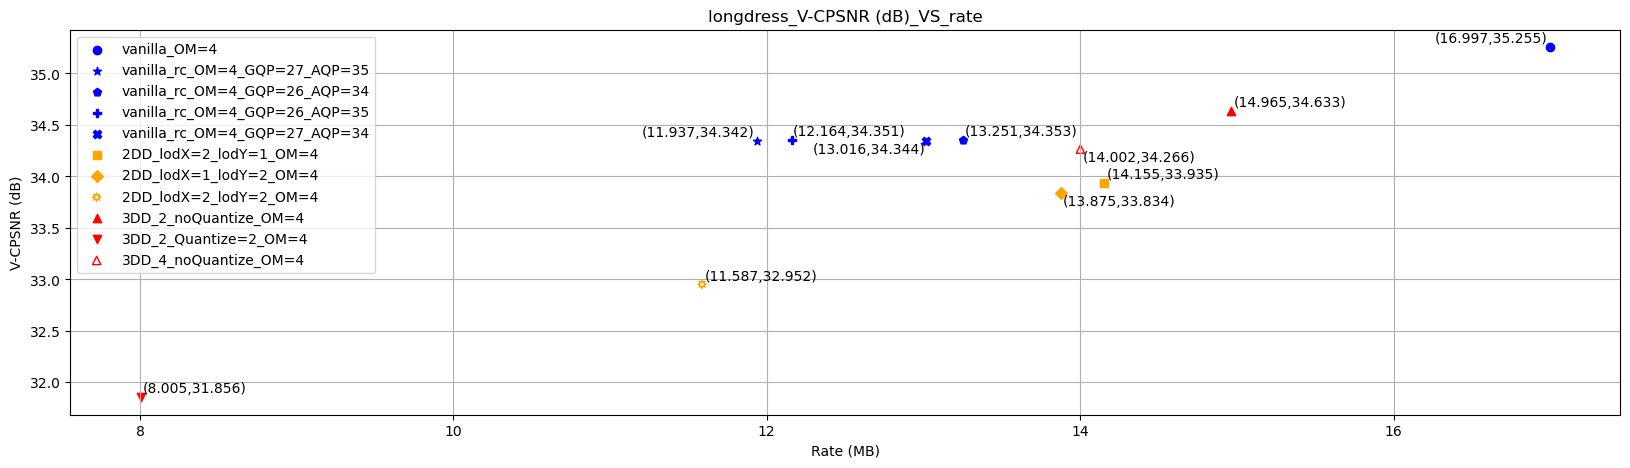 longdress_V-CPSNR (dB)_VS_rate
V-CPSNR (dB)
35.0
34.5
34.0
33.5
33.0
32.5
32.0
vanilla_OM=4
vanilla_rc_OM=4_GQP=27_AQP=35
vanilla_rc_OM=4_GQP=26_AQP=34
vanilla_rc_OM=4_GQP=26_AQP=35
vanilla_rc_OM=4_GQP=27_AQP=34
2DD_lodX=2_lodY=1_OM=4
2DD_lodX=1_lodY=2_OM=4
2DD_lodX=2_lodY=2_OM=4
3DD_2_noQuantize_OM=4
3DD_2_Quantize=2_OM=4
3DD_4_noQuantize_OM=4
(16.997,35.255)
(14.965,34.633)
(11.937,34.342)
(12.164,34.351)
(13.251,34.353)
(13.016,34.344)
(14.002,34.266)
(14.155,33.935)
(13.875,33.834)
(11.587,32.952)
(8.005,31.856)
8
10
12
14
16
Rate (MB)